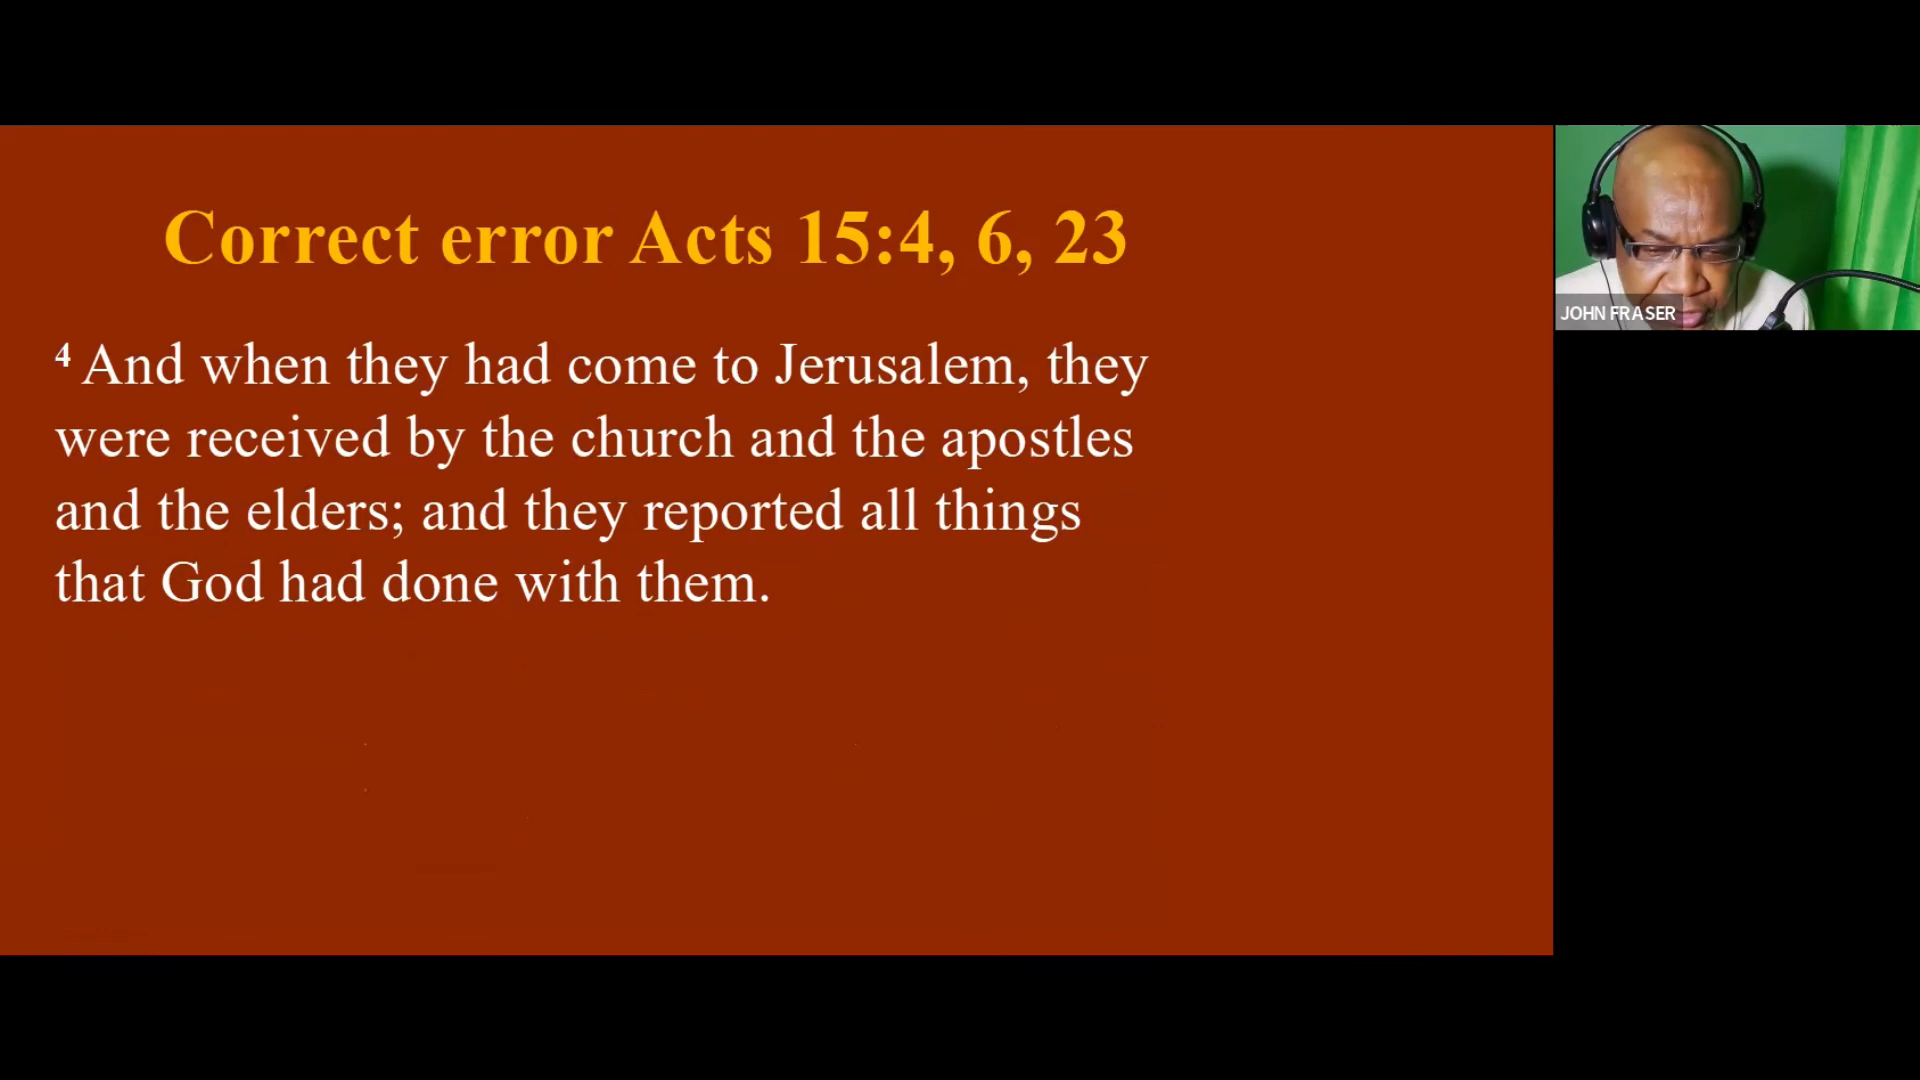 Correct error Acts 15:4, 6, 23
4 And when they had come to Jerusalem, they
were received by the church and the apostles
and the elders; and they reported all things
that God had done with them.
JOHN FRASER